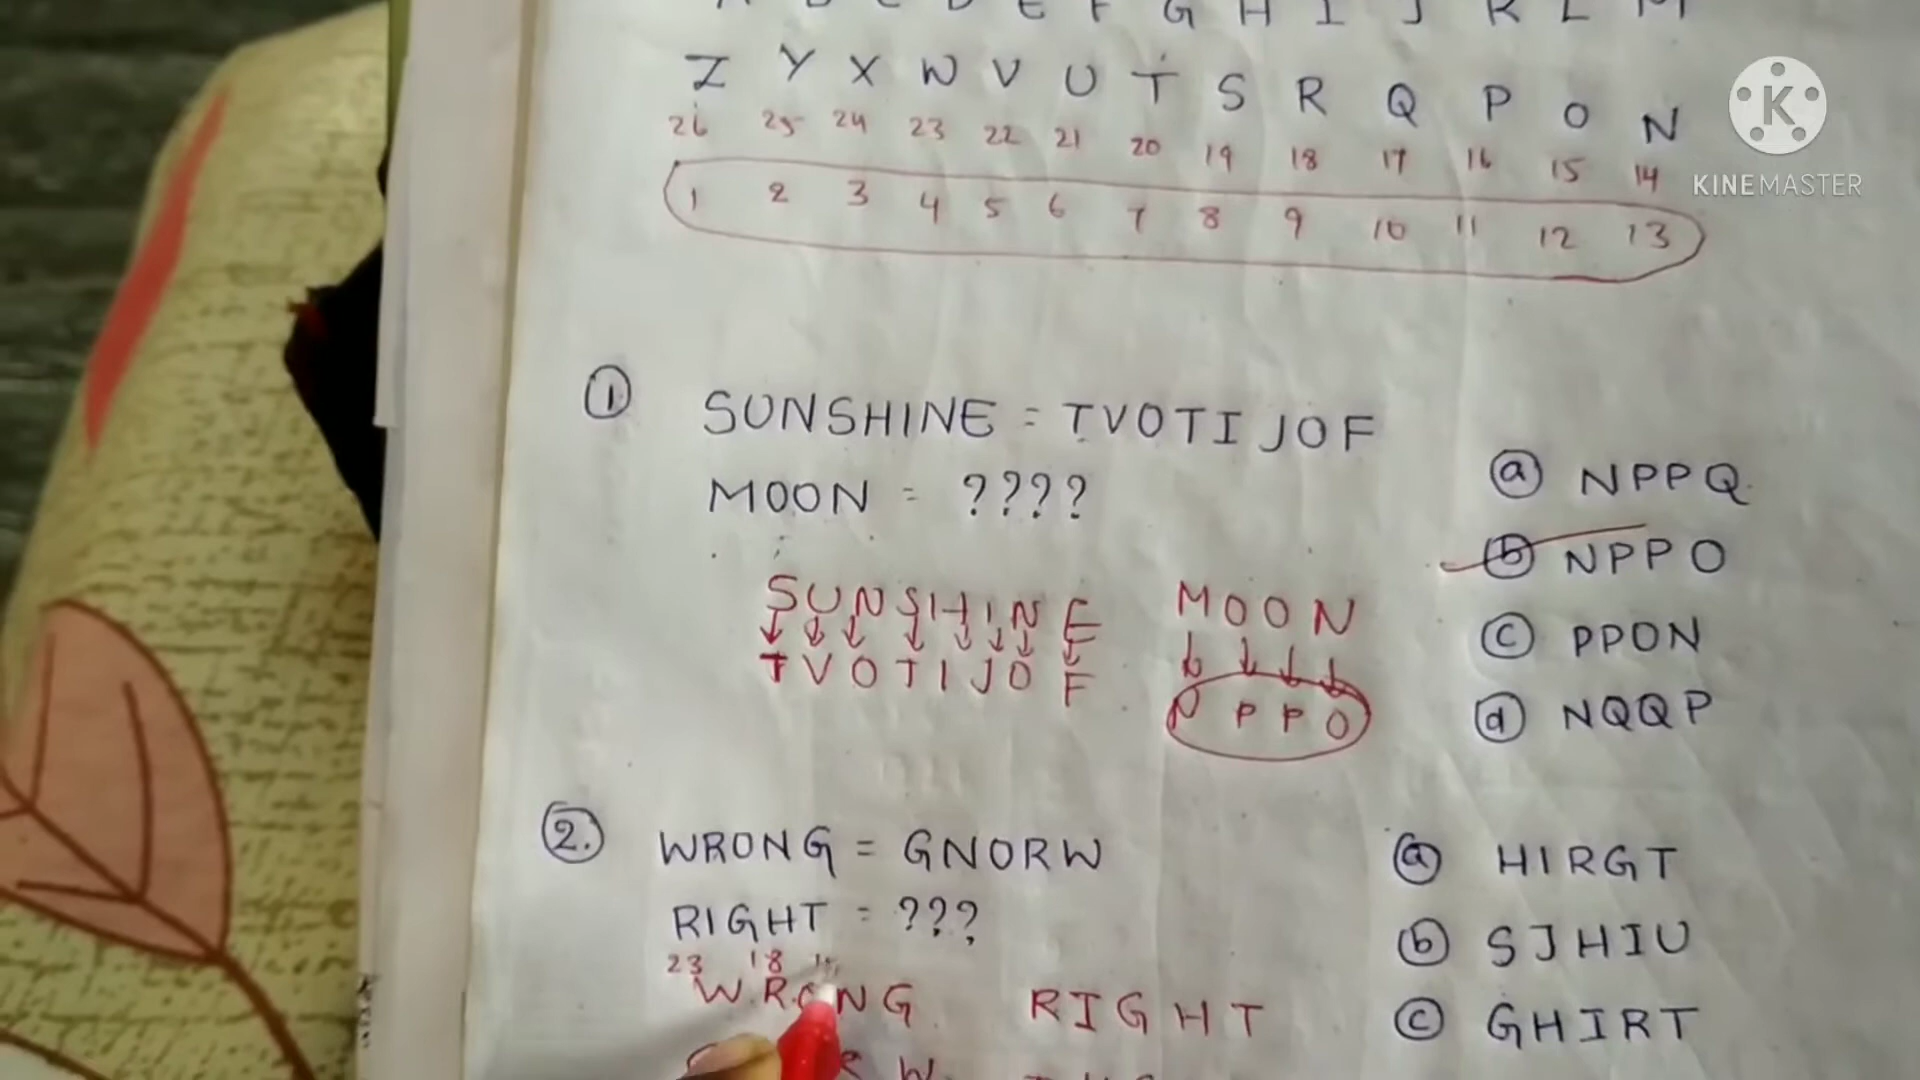 A B C D E F G H I J K L M
Z Y X W V U T S R Q P O N
26 25 24 23 22 21 20 19 18 17 16 15 14
1 2 3 4 5 6 7 8 9 10 11 12 13
KINEMASTER
① SUNSHINE = TVOTIJOF
MOON = ????
ⓐ NPPQ
ⓑ NPPO
ⓒ PPON
ⓓ NQQP
SUNSHINE MOON
TVOTIJOF NPPO
②. WRONG = GNORW
RIGHT = ???
ⓐ HIRGT
ⓑ SJHIU
ⓒ GHIRT
23 18
WRONG RIGHT
R W